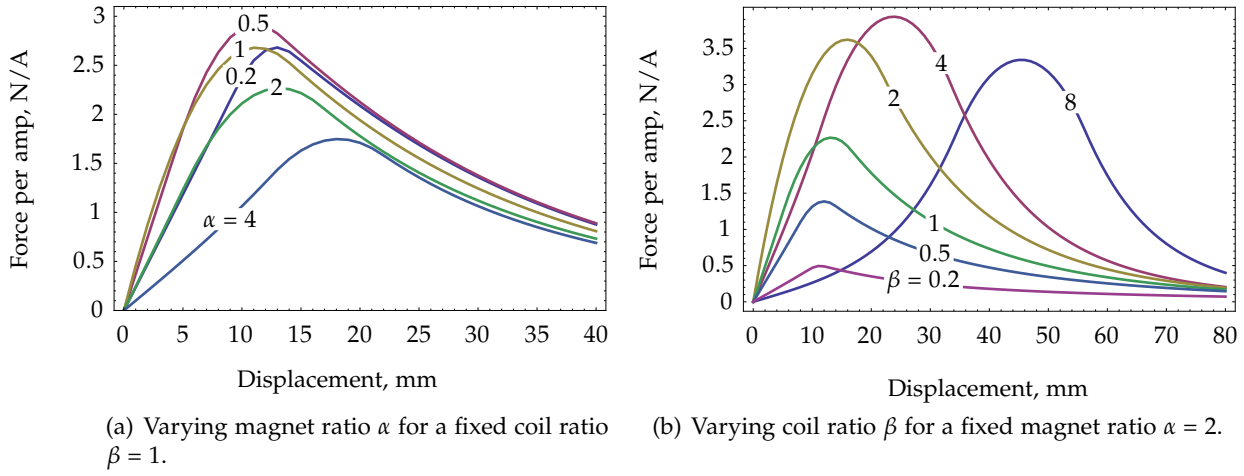 3
2.5
2
1.5
1
0.5
0
Force per amp, N/A
0.5
1
0.2
2
α = 4
0 5 10 15 20 25 30 35 40
Displacement, mm
(a) Varying magnet ratio α for a fixed coil ratio
β = 1.
3.5
3
2.5
2
1.5
1
0.5
0
Force per amp, N/A
4
2
8
1
0.5
β = 0.2
0 10 20 30 40 50 60 70 80
Displacement, mm
(b) Varying coil ratio β for a fixed magnet ratio α = 2.